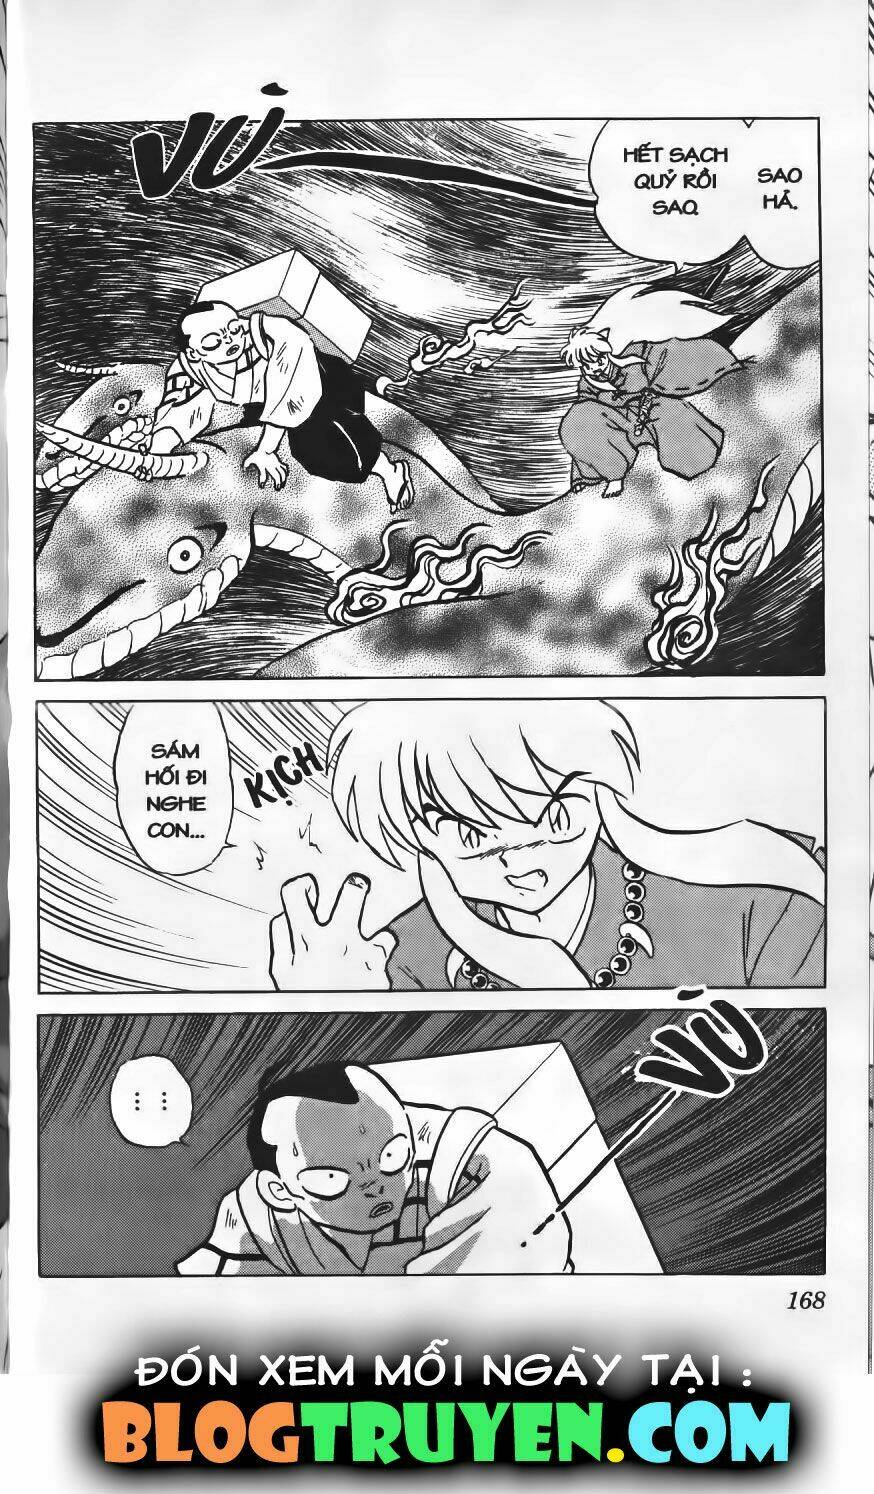 VÙ
SAO
HẢ.
HẾT SẠCH
QUỶ RỒI
SAO.
KỊCH
SÁM
HỐI ĐI
NGHE
CON...
VÙ
......
168
ĐÓN XEM MỖI NGÀY TẠI :
BLOGTRUYEN.COM